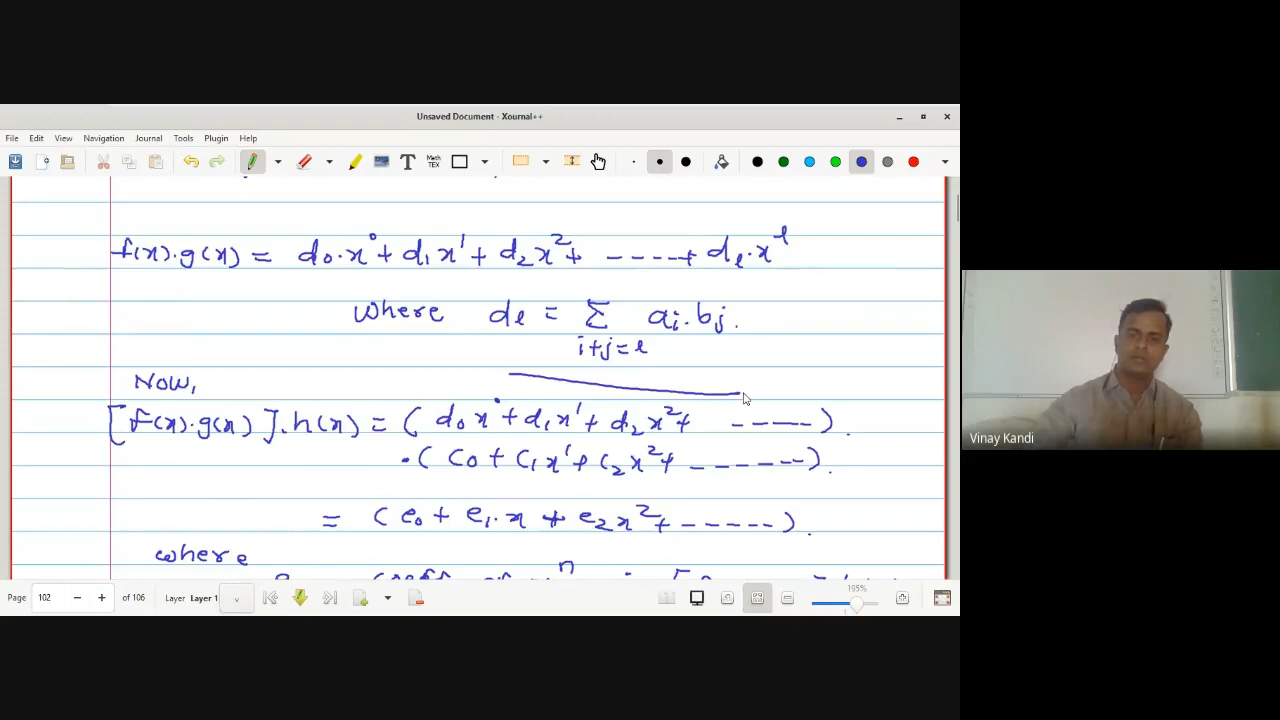 Unsaved Document - Xournal++
File Edit View Navigation Journal Tools Plugin Help
f(x).g(x) = d₀.x⁰ + d₁x¹ + d₂x² + ----- + dₗ.xˡ
where dₗ = Σ aᵢ.bⱼ.
i+j=l
Now,
[f(x).g(x)].h(x) = (d₀x⁰ + d₁x¹ + d₂x² + -----).
.(c₀ + c₁x¹ + c₂x² + ------).
= (e₀ + e₁.x + e₂x² + -----).
where
Page 102 of 106 Layer Layer 1 195%
Vinay Kandi